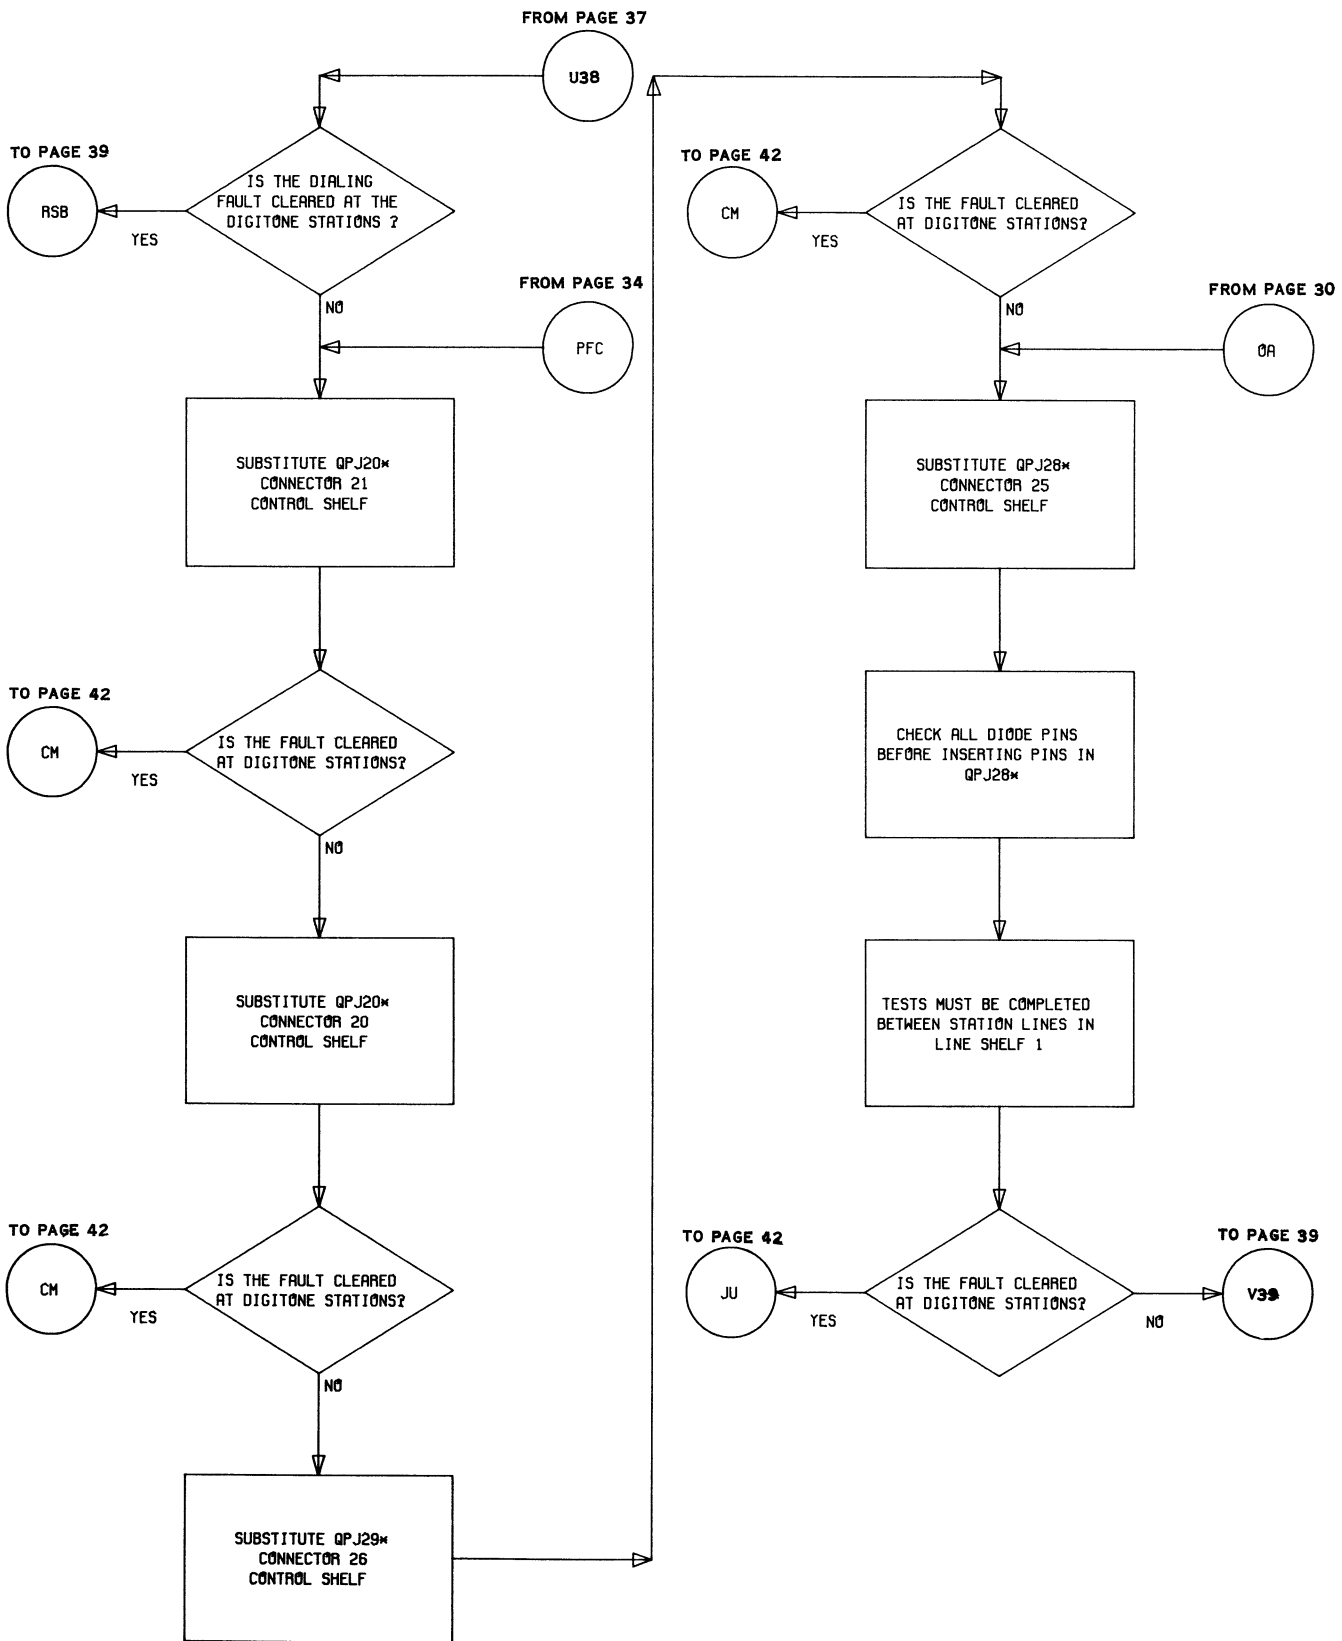 FROM PAGE 37
U38
TO PAGE 39
RSB
YES
IS THE DIALING
FAULT CLEARED AT THE
DIGITONE STATIONS ?
NO
FROM PAGE 34
PFC
SUBSTITUTE QPJ20*
CONNECTOR 21
CONTROL SHELF
TO PAGE 42
CM
YES
IS THE FAULT CLEARED
AT DIGITONE STATIONS?
NO
SUBSTITUTE QPJ20*
CONNECTOR 20
CONTROL SHELF
TO PAGE 42
CM
YES
IS THE FAULT CLEARED
AT DIGITONE STATIONS?
NO
SUBSTITUTE QPJ29*
CONNECTOR 26
CONTROL SHELF
TO PAGE 42
CM
YES
IS THE FAULT CLEARED
AT DIGITONE STATIONS?
NO
FROM PAGE 30
OA
SUBSTITUTE QPJ28*
CONNECTOR 25
CONTROL SHELF
CHECK ALL DIODE PINS
BEFORE INSERTING PINS IN
QPJ28*
TESTS MUST BE COMPLETED
BETWEEN STATION LINES IN
LINE SHELF 1
TO PAGE 42
JU
YES
IS THE FAULT CLEARED
AT DIGITONE STATIONS?
NO
TO PAGE 39
V39